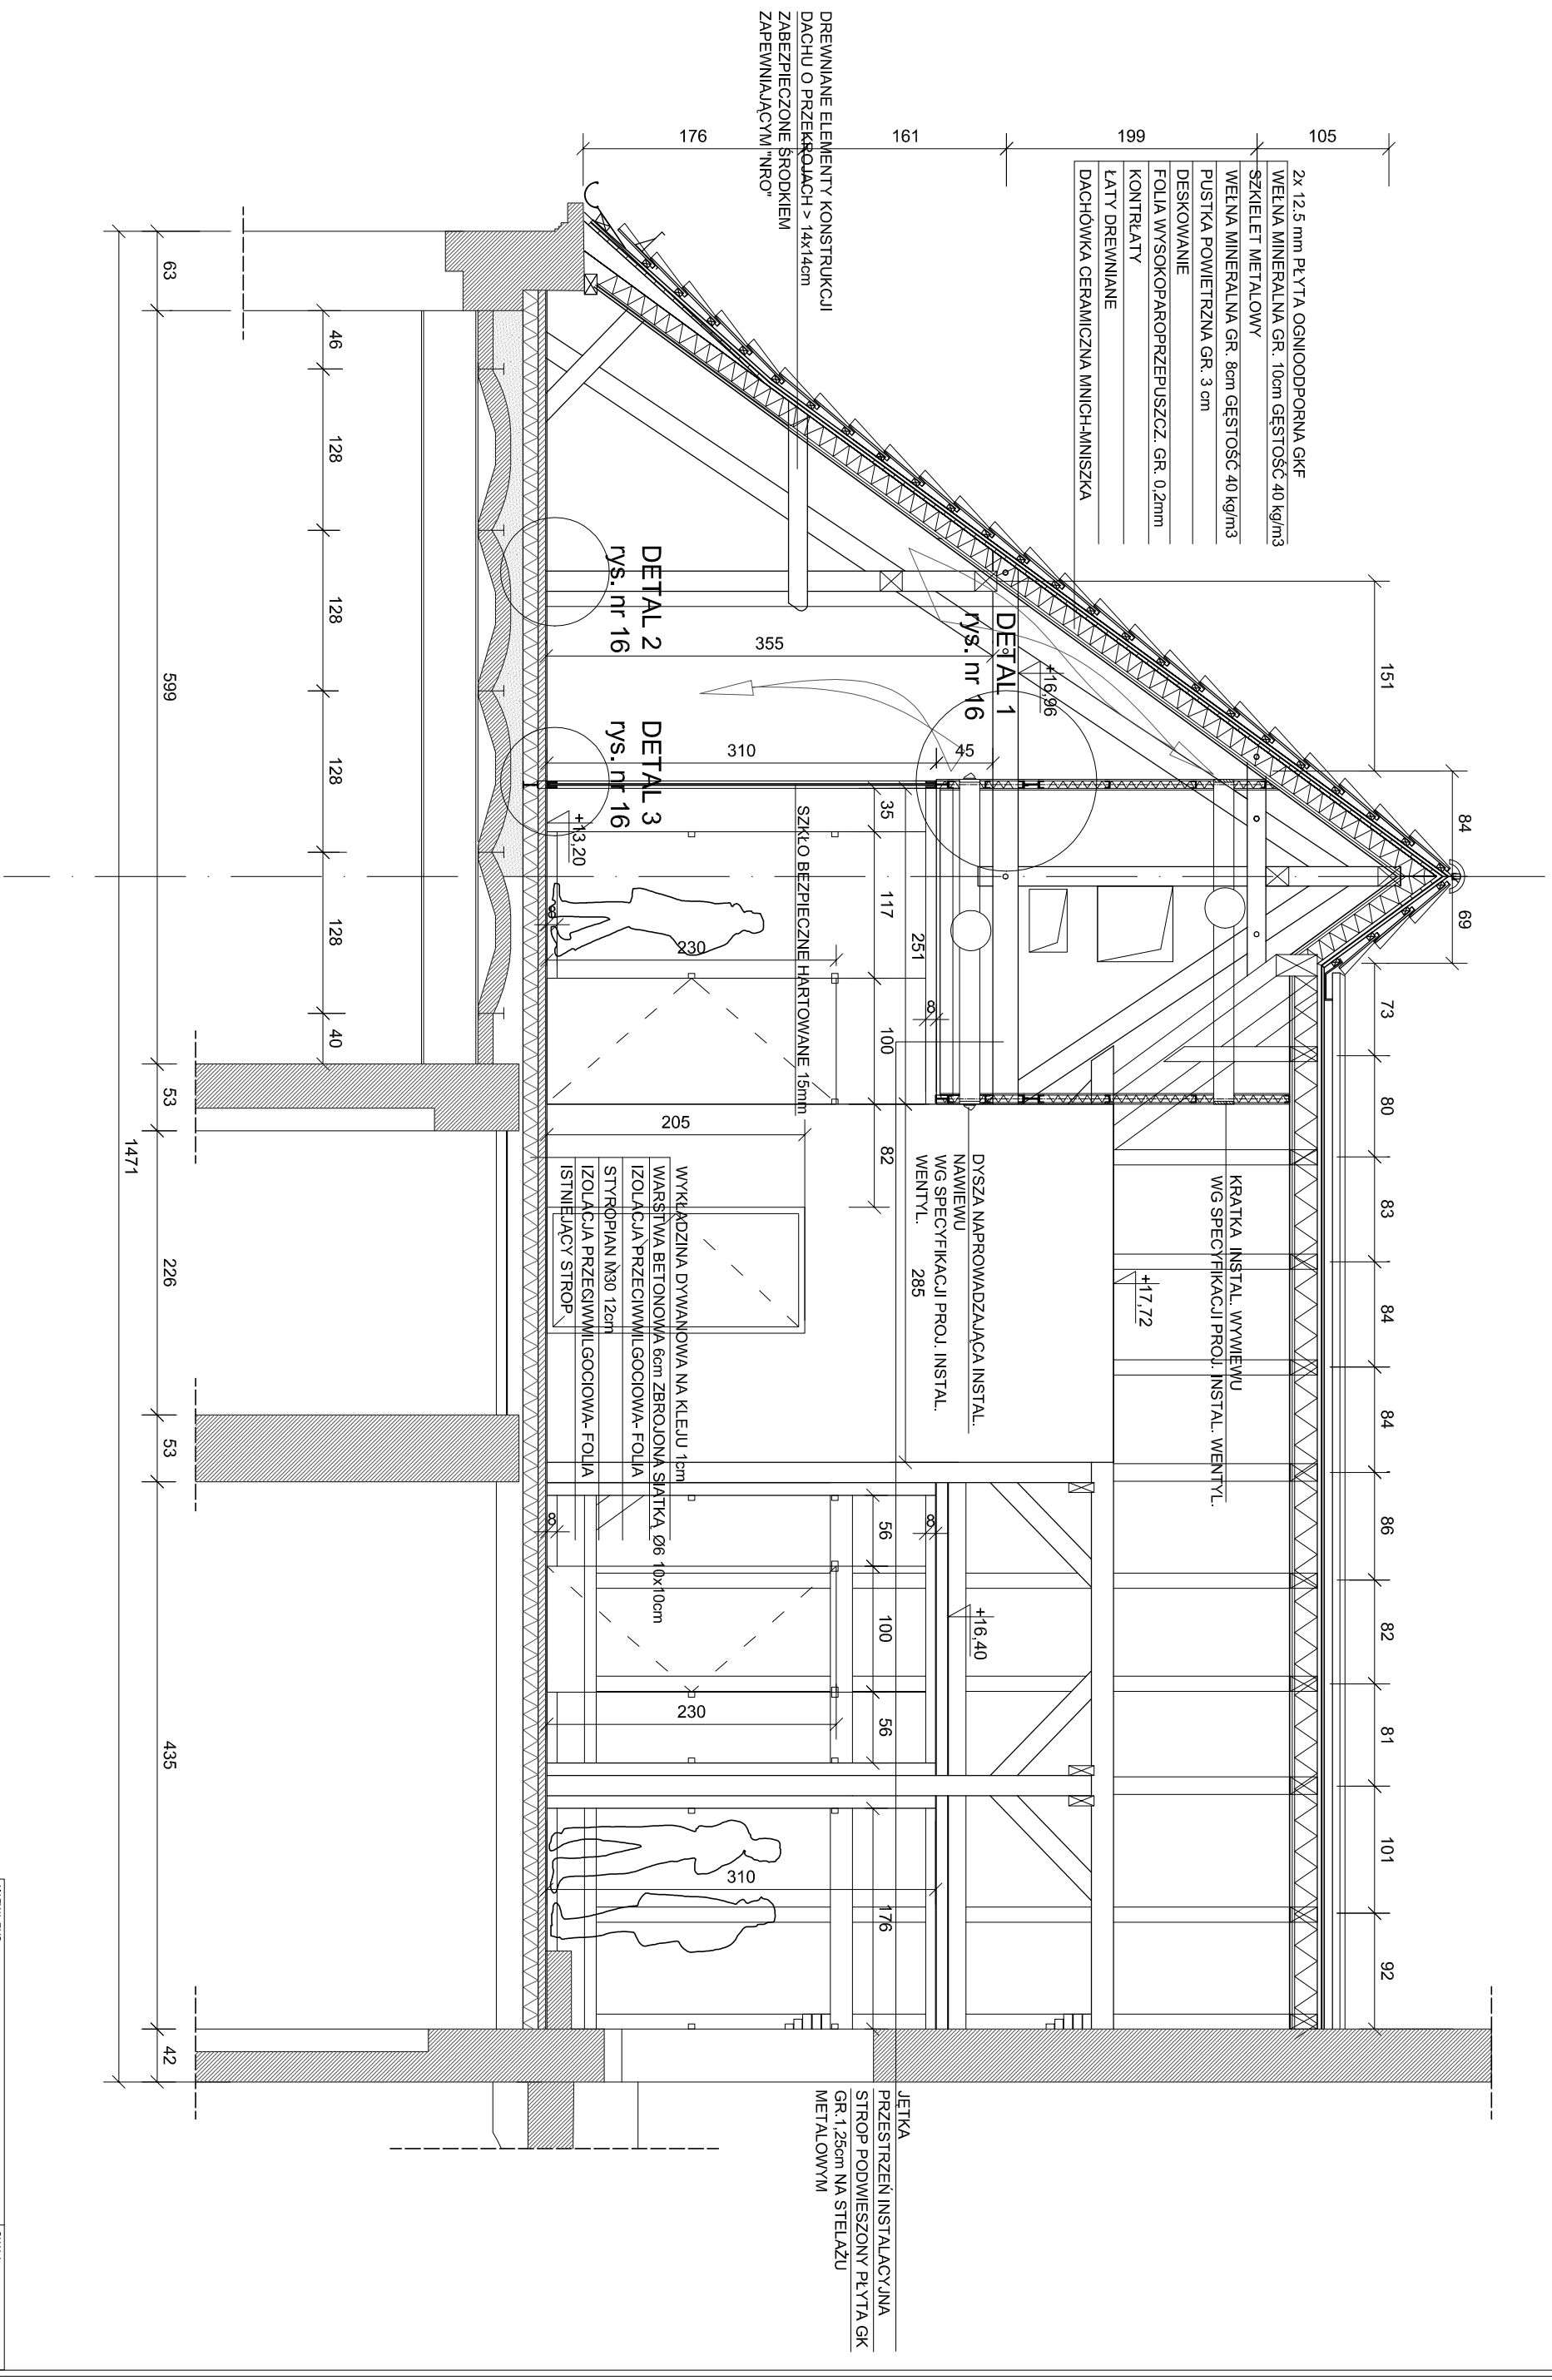 2x 12.5 mm PŁYTA OGNIOODPORNA GKF
WEŁNA MINERALNA GR. 10cm GĘSTOŚĆ 40 kg/m3
SZKIELET METALOWY
WEŁNA MINERALNA GR. 8cm GĘSTOŚĆ 40 kg/m3
PUSTKA POWIETRZNA GR. 3 cm
DESKOWANIE
FOLIA WYSOKOPAROPRZEPUSZCZ. GR. 0,2mm
KONTRŁATY
ŁATY DREWNIANE
DACHÓWKA CERAMICZNA MNICH-MNISZKA
DREWNIANE ELEMENTY KONSTRUKCJI
DACHU O PRZEKROJACH > 14x14cm
ZABEZPIECZONE ŚRODKIEM
ZAPEWNIAJĄCYM "NRO"
176
161
199
105
151
84
69
73
80
83
84
84
86
82
81
101
92
DETAL 1
rys. nr 16
DETAL 2
rys. nr 16
DETAL 3
rys. nr 16
+16,96
+13,20
+17,72
+16,40
355
310
45
35
117
251
100
82
285
8
8
230
205
SZKŁO BEZPIECZNE HARTOWANE 15mm
KRATKA INSTAL. WYWIEWU
WG SPECYFIKACJI PROJ. INSTAL. WENTYL.
DYSZA NAPROWADZAJĄCA INSTAL.
NAWIEWU
WG SPECYFIKACJI PROJ. INSTAL.
WENTYL.
WYKŁADZINA DYWANOWA NA KLEJU 1cm
WARSTWA BETONOWA 6cm ZBROJONA SIATKĄ Ø6 10x10cm
IZOLACJA PRZECIWWILGOCIOWA- FOLIA
STYROPIAN M30 12cm
IZOLACJA PRZECIWWILGOCIOWA- FOLIA
ISTNIEJĄCY STROP
8
8
56
100
56
230
310
176
JĘTKA
PRZESTRZEŃ INSTALACYJNA
STROP PODWIESZONY PŁYTA GK
GR.1,25cm NA STELAŻU
METALOWYM
46
128
128
128
128
40
63
599
53
226
53
435
42
1471